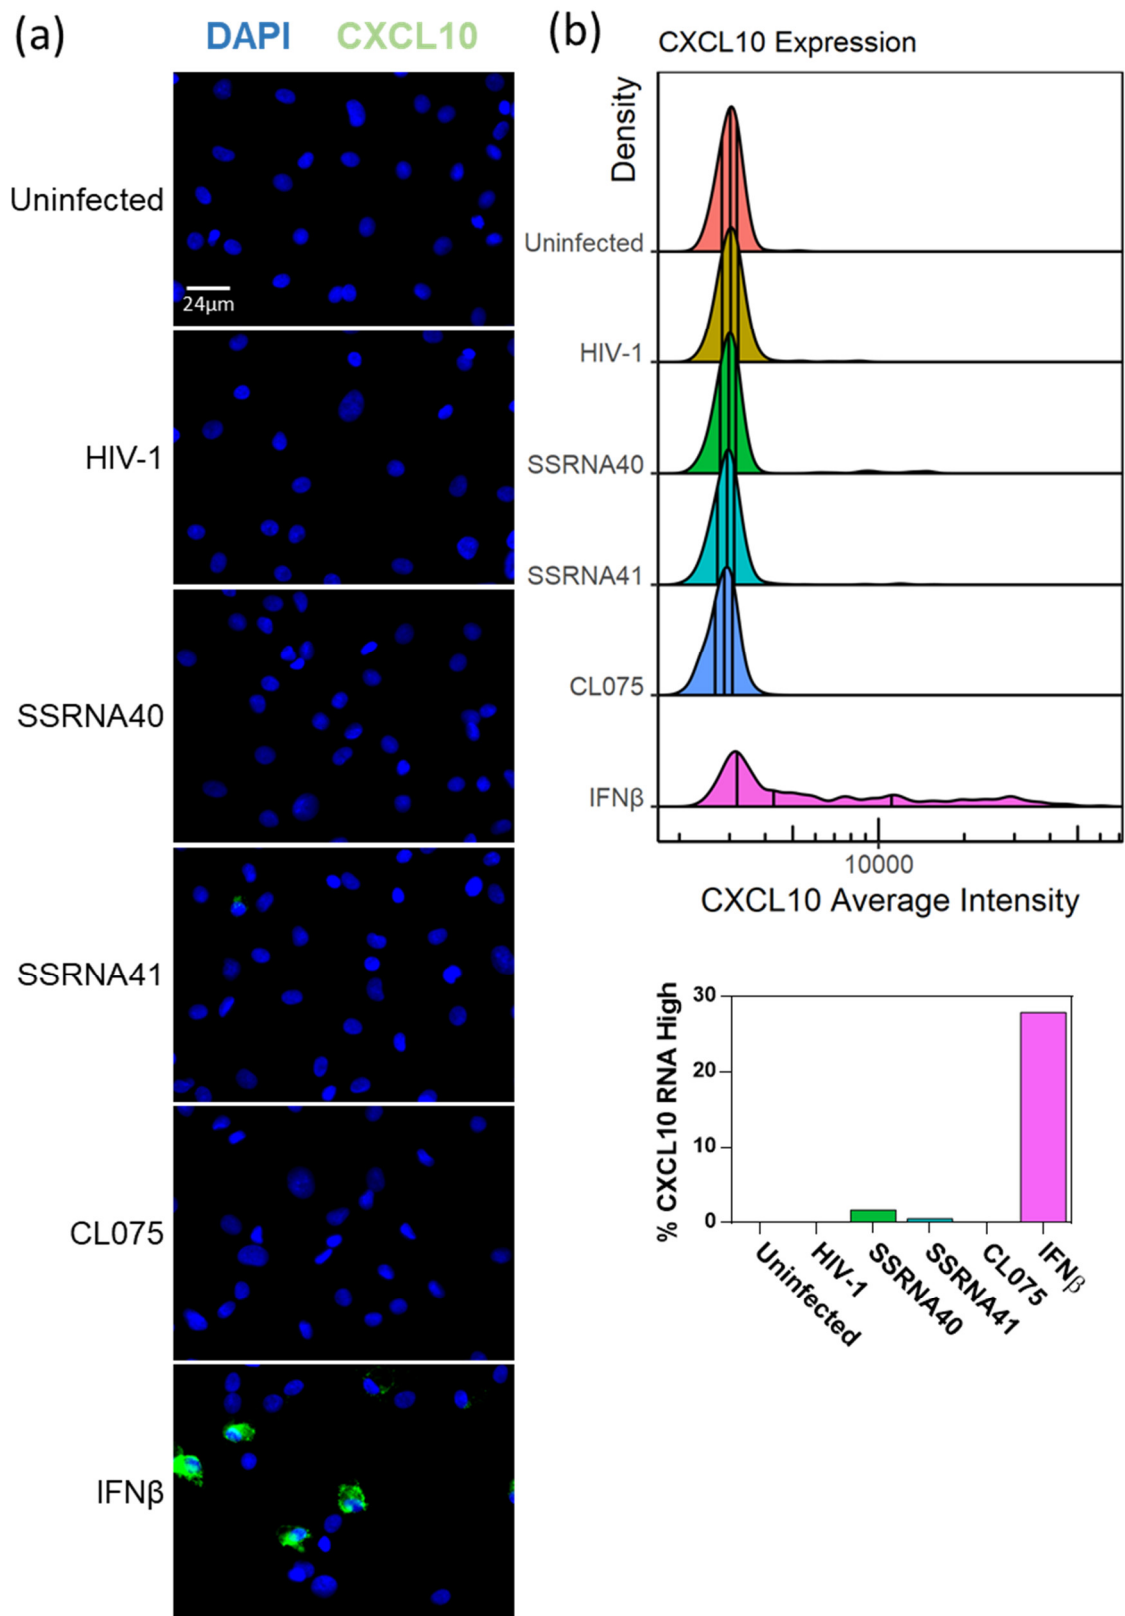 (a)
DAPI CXCL10
Uninfected
24μm
HIV-1
SSRNA40
SSRNA41
CL075
IFNβ
(b)
CXCL10 Expression
Density
Uninfected
HIV-1
SSRNA40
SSRNA41
CL075
IFNβ
10000
CXCL10 Average Intensity
% CXCL10 RNA High
30
20
10
0
Uninfected
HIV-1
SSRNA40
SSRNA41
CL075
IFNβ